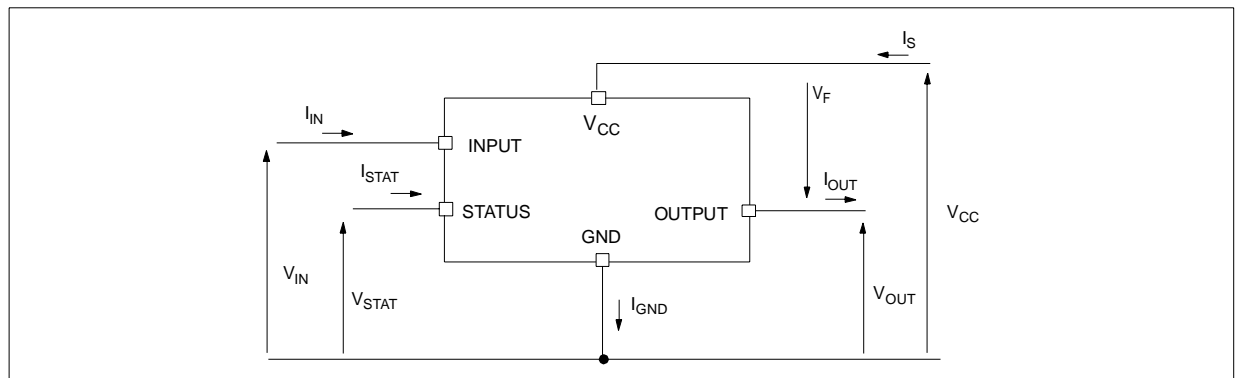 I_S
V_F
V_CC
I_IN
INPUT
I_STAT
I_OUT
STATUS
OUTPUT
V_CC
GND
V_IN
V_STAT
V_OUT
I_GND